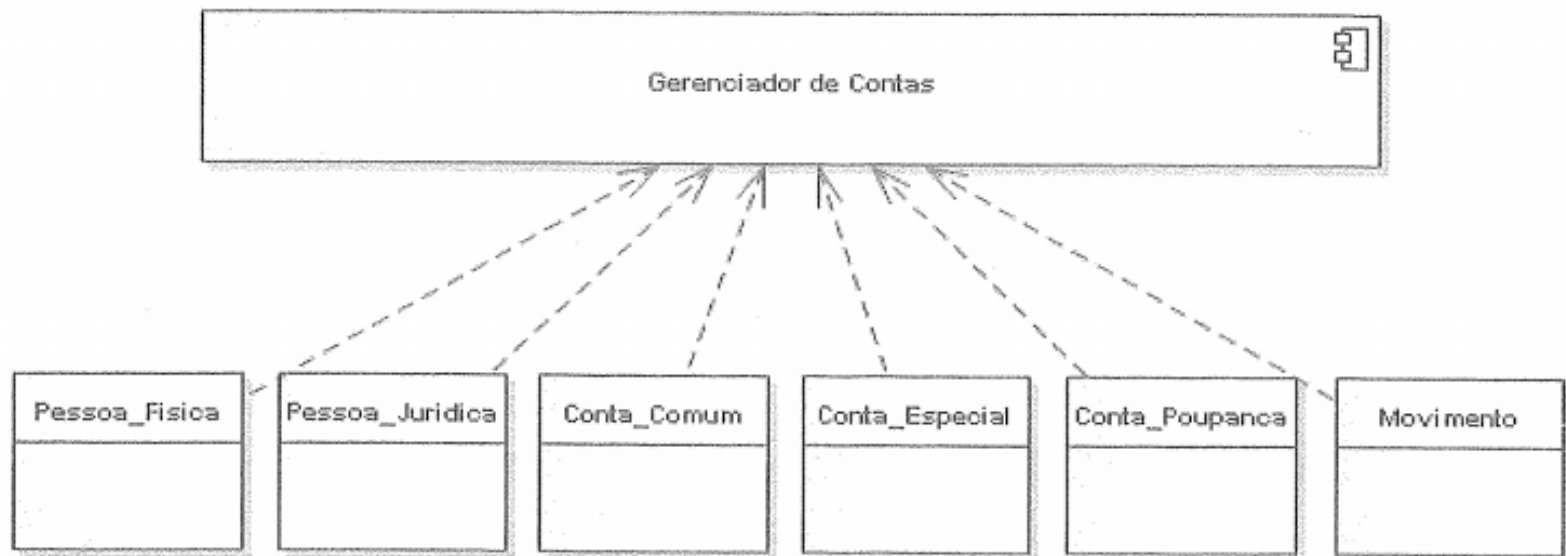 Gerenciador de Contas
Pessoa_Fisica
Pessoa_Juridica
Conta_Comum
Conta_Especial
Conta_Poupanca
Movimento